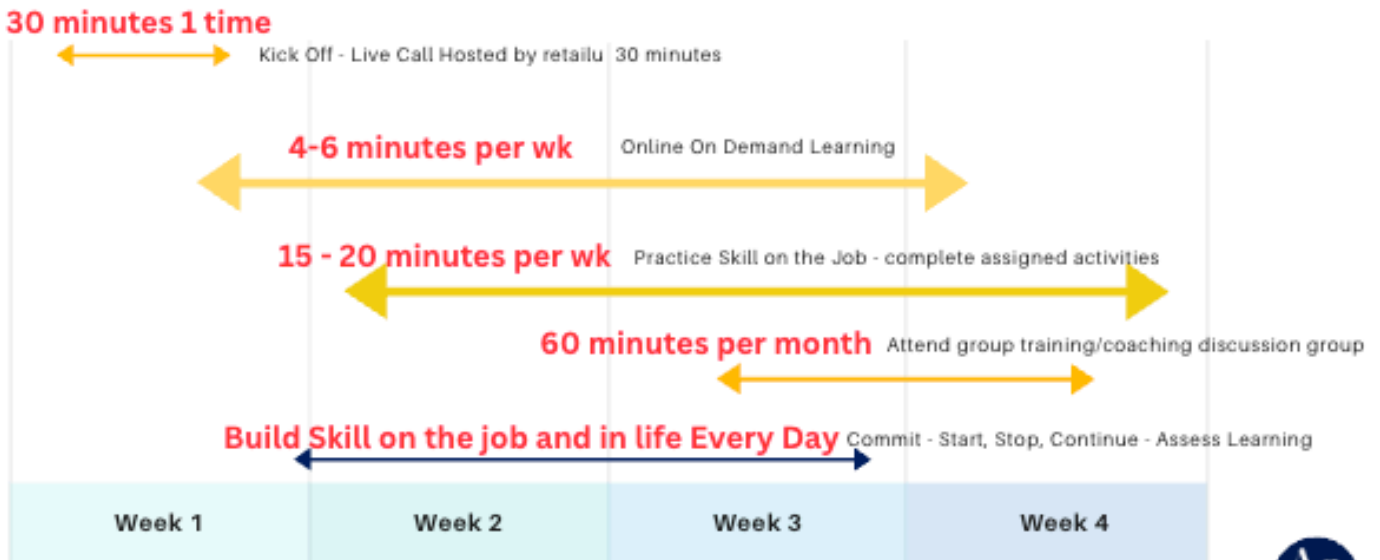 30 minutes 1 time
Kick Off - Live Call Hosted by retailu 30 minutes
4-6 minutes per wk Online On Demand Learning
15 - 20 minutes per wk Practice Skill on the Job - complete assigned activities
60 minutes per month Attend group training/coaching discussion group
Build Skill on the job and in life Every Day Commit - Start, Stop, Continue - Assess Learning
Week 1 Week 2 Week 3 Week 4